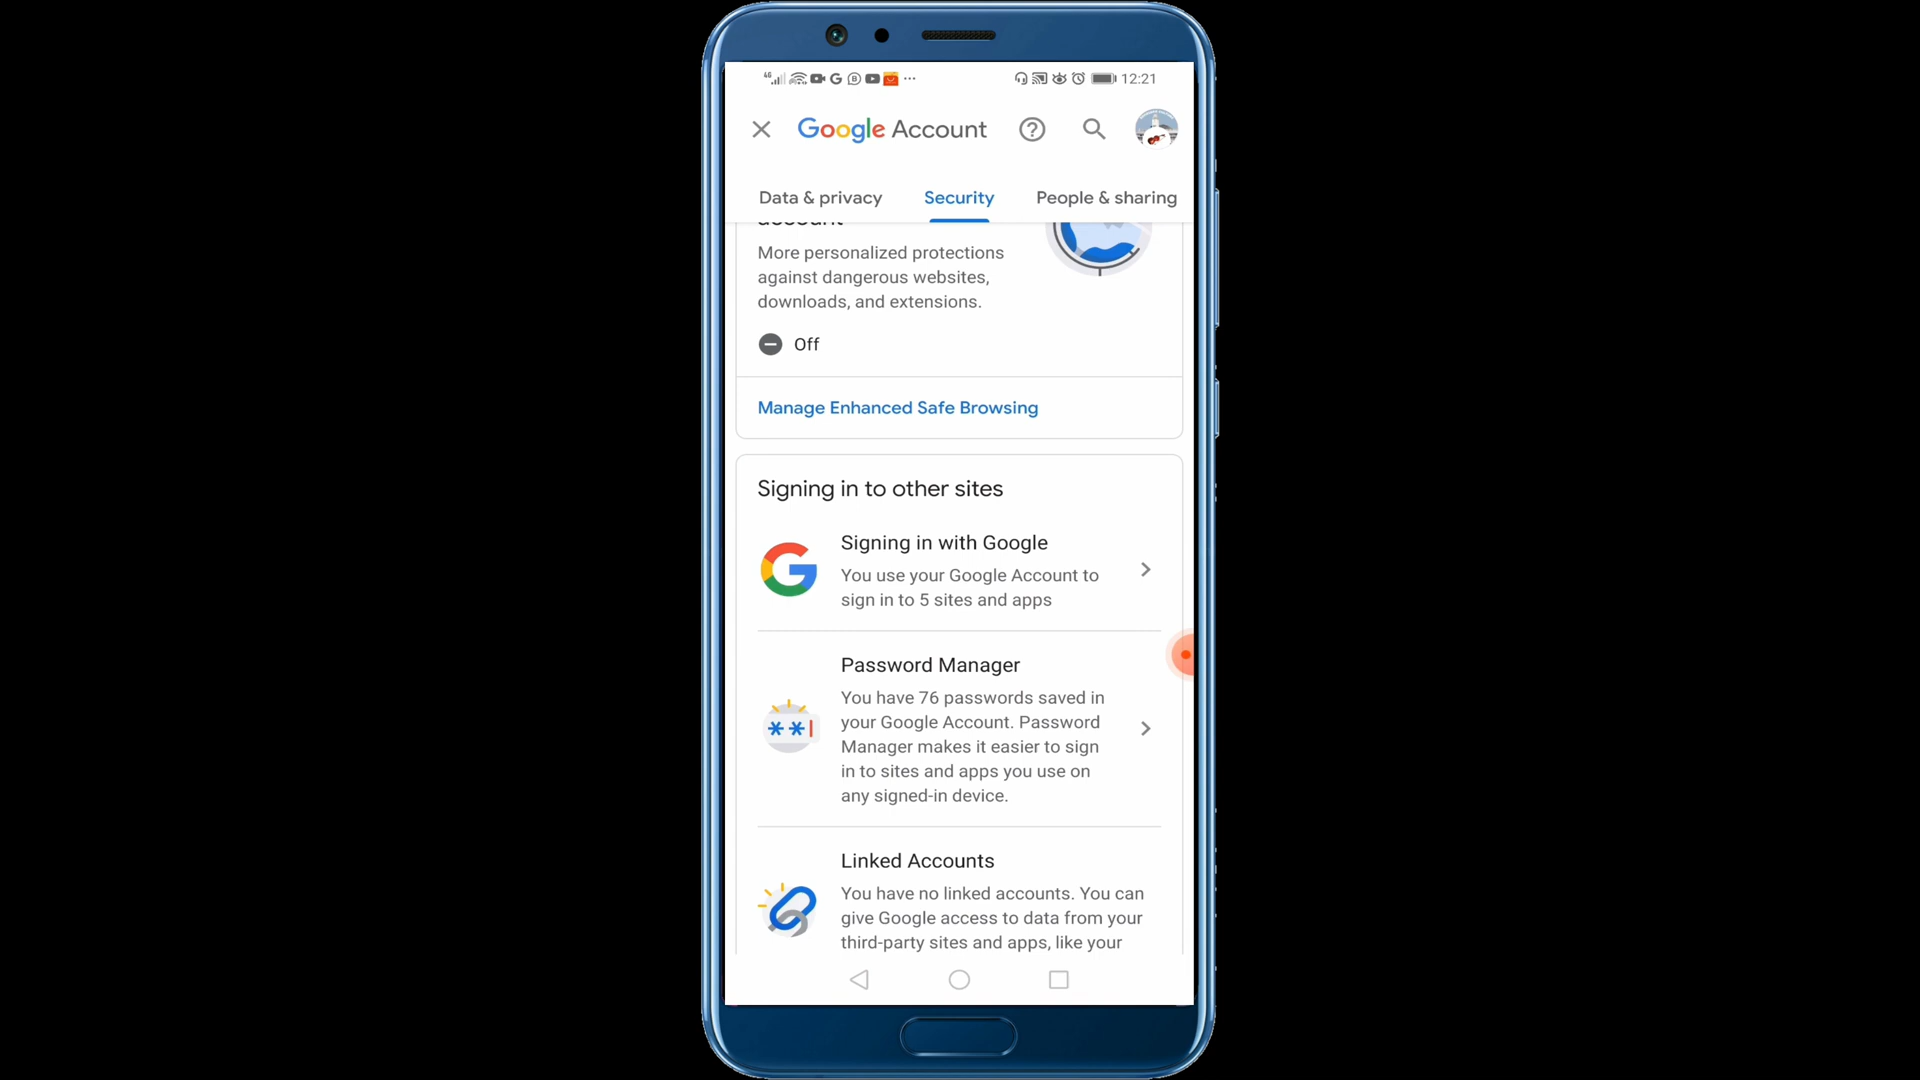 4G
12:21
Google Account
Data & privacy
Security
People & sharing
account
More personalized protections
against dangerous websites,
downloads, and extensions.
Off
Manage Enhanced Safe Browsing
Signing in to other sites
Signing in with Google
You use your Google Account to
sign in to 5 sites and apps
Password Manager
You have 76 passwords saved in
your Google Account. Password
Manager makes it easier to sign
in to sites and apps you use on
any signed-in device.
Linked Accounts
You have no linked accounts. You can
give Google access to data from your
third-party sites and apps, like your